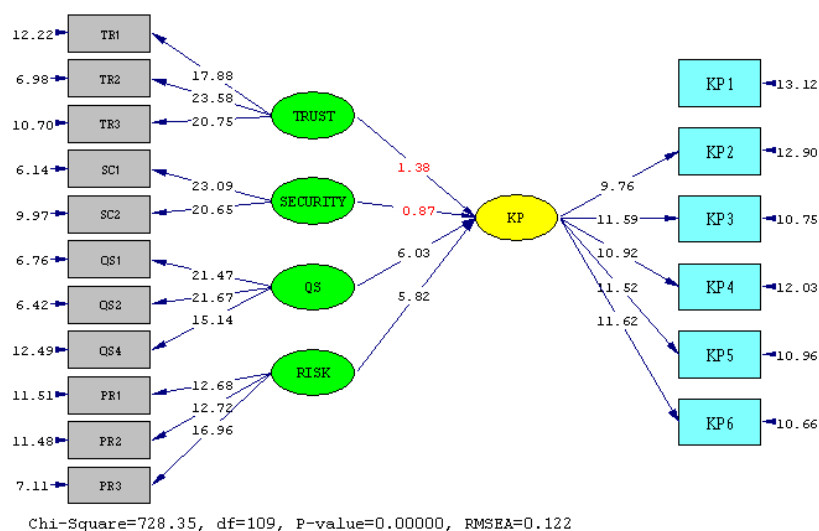 12.22 TR1
6.98 TR2
10.70 TR3
6.14 SC1
9.97 SC2
6.76 QS1
6.42 QS2
12.49 QS4
11.51 PR1
11.48 PR2
7.11 PR3
17.88
23.58
20.75
23.09
20.65
21.47
21.67
15.14
12.68
12.72
16.96
TRUST
SECURITY
QS
RISK
1.38
0.87
6.03
5.82
KP
9.76
11.59
10.92
11.52
11.62
KP1 13.12
KP2 12.90
KP3 10.75
KP4 12.03
KP5 10.96
KP6 10.66
Chi-Square=728.35, df=109, P-value=0.00000, RMSEA=0.122